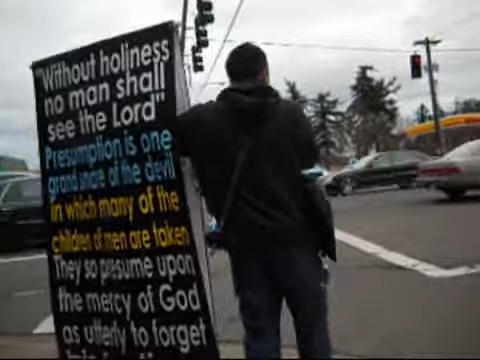 "Without holiness
no man shall
see the Lord"
Presumption is one
grand snare of the devil
in which many of the
children of men are taken
They so presume upon
the mercy of God
as utterly to forget